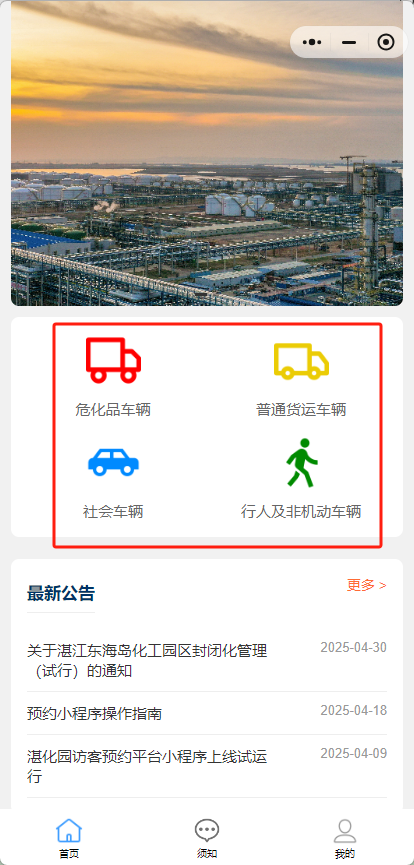 危化品车辆
普通货运车辆
社会车辆
行人及非机动车辆
最新公告
更多 >
关于湛江东海岛化工园区封闭化管理
2025-04-30
（试行）的通知
预约小程序操作指南
2025-04-18
湛化园访客预约平台小程序上线试运
2025-04-09
行
首页
须知
我的